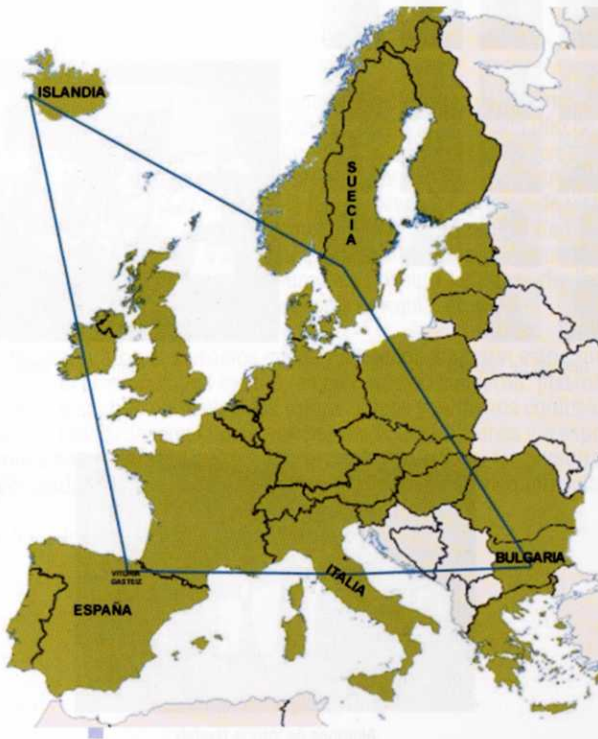 ISLANDIA
SUECIA
BULGARIA
ITALIA
VITORIA
GASTEIZ
ESPAÑA